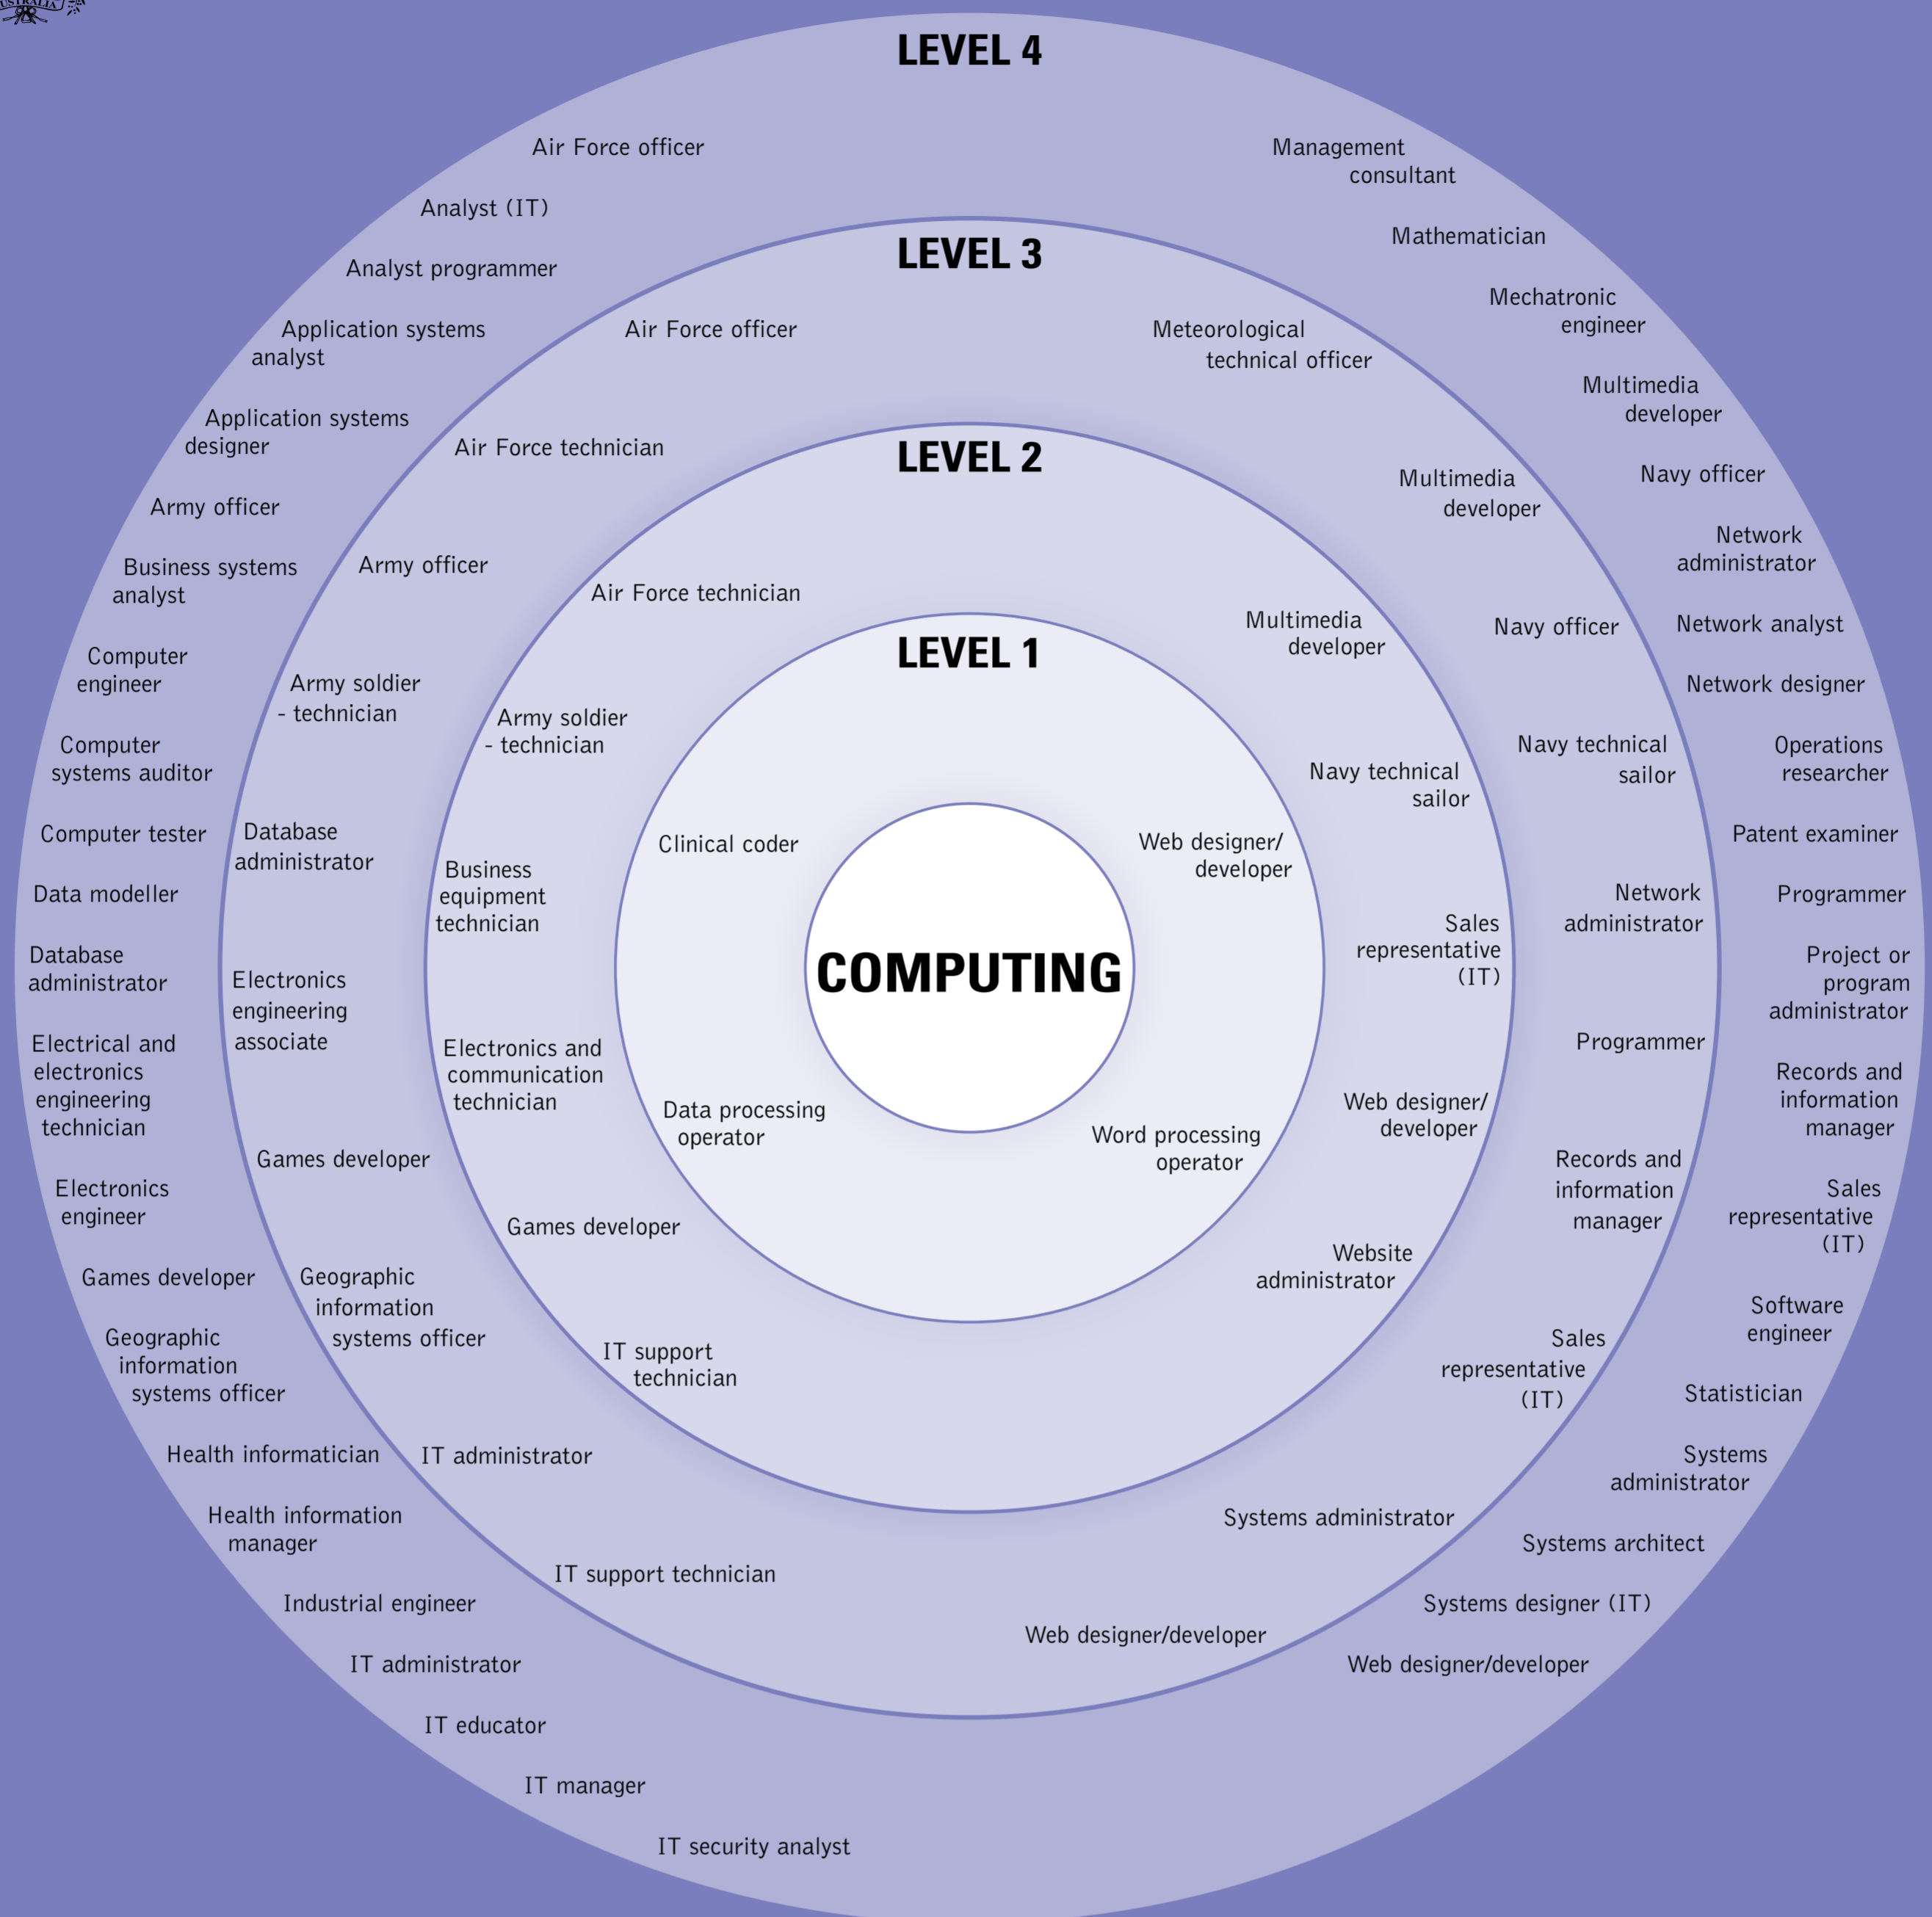 USTRALIA
LEVEL 4
Air Force officer
Analyst (IT)
Analyst programmer
Application systems
analyst
Application systems
designer
Army officer
Business systems
analyst
Computer
engineer
Computer
systems auditor
Computer tester
Data modeller
Database
administrator
Electrical and
electronics
engineering
technician
Electronics
engineer
Games developer
Geographic
information
systems officer
Health informatician
Health information
manager
Industrial engineer
IT administrator
IT educator
IT manager
IT security analyst
Management
consultant
Mathematician
Mechatronic
engineer
Multimedia
developer
Navy officer
Network
administrator
Network analyst
Network designer
Operations
researcher
Patent examiner
Programmer
Project or
program
administrator
Records and
information
manager
Sales
representative
(IT)
Software
engineer
Statistician
Systems
administrator
Systems architect
Systems designer (IT)
Web designer/developer
LEVEL 3
Air Force officer
Air Force technician
Army officer
Army soldier
- technician
Database
administrator
Electronics
engineering
associate
Games developer
Geographic
information
systems officer
IT administrator
IT support technician
Meteorological
technical officer
Multimedia
developer
Navy officer
Navy technical
sailor
Network
administrator
Programmer
Records and
information
manager
Sales
representative
(IT)
Systems administrator
Web designer/developer
LEVEL 2
Air Force technician
Army soldier
- technician
Business
equipment
technician
Electronics and
communication
technician
Games developer
IT support
technician
Multimedia
developer
Navy technical
sailor
Sales
representative
(IT)
Web designer/
developer
Website
administrator
LEVEL 1
Clinical coder
Data processing
operator
Web designer/
developer
Word processing
operator
COMPUTING